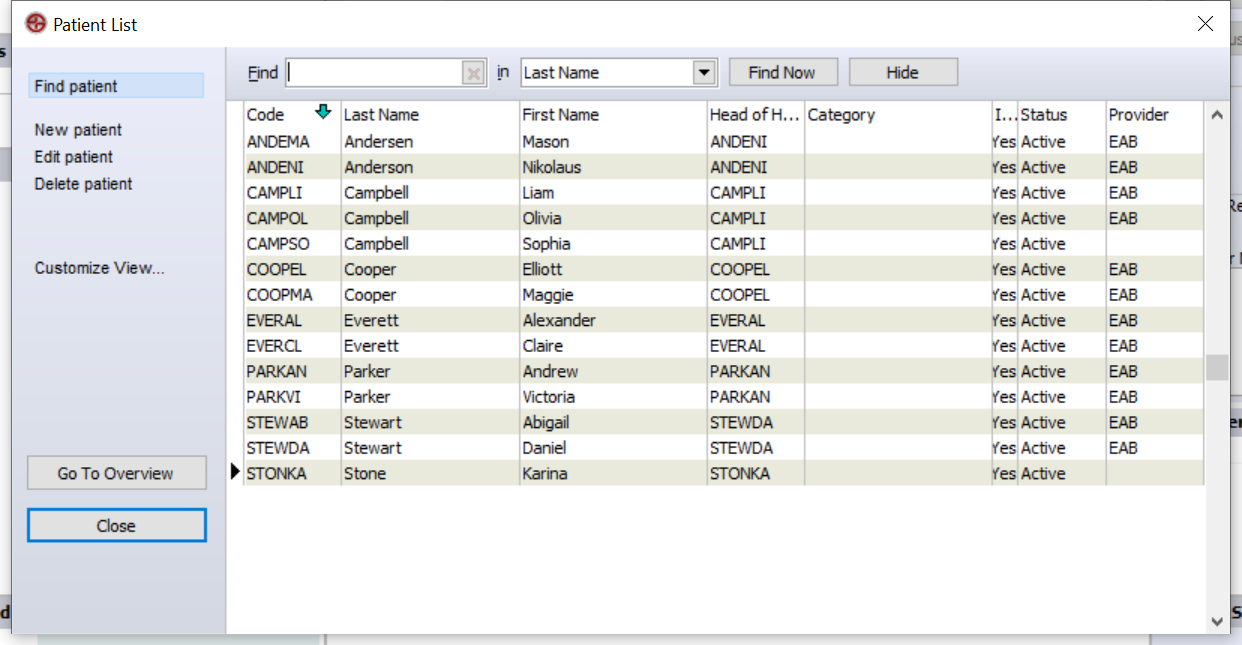 Patient List
Find patient
New patient
Edit patient
Delete patient
Customize View...
Go To Overview
Close
Find in Last Name Find Now Hide
Code Last Name First Name Head of H... Category I... Status Provider
ANDEMA Andersen Mason ANDENI Yes Active EAB
ANDENI Anderson Nikolaus ANDENI Yes Active EAB
CAMPLI Campbell Liam CAMPLI Yes Active EAB
CAMPOL Campbell Olivia CAMPLI Yes Active EAB
CAMPSO Campbell Sophia CAMPLI Yes Active
COOPEL Cooper Elliott COOPEL Yes Active EAB
COOPMA Cooper Maggie COOPEL Yes Active EAB
EVERAL Everett Alexander EVERAL Yes Active EAB
EVERCL Everett Claire EVERAL Yes Active EAB
PARKAN Parker Andrew PARKAN Yes Active EAB
PARKVI Parker Victoria PARKAN Yes Active EAB
STEWAB Stewart Abigail STEWDA Yes Active EAB
STEWDA Stewart Daniel STEWDA Yes Active EAB
STONKA Stone Karina STONKA Yes Active